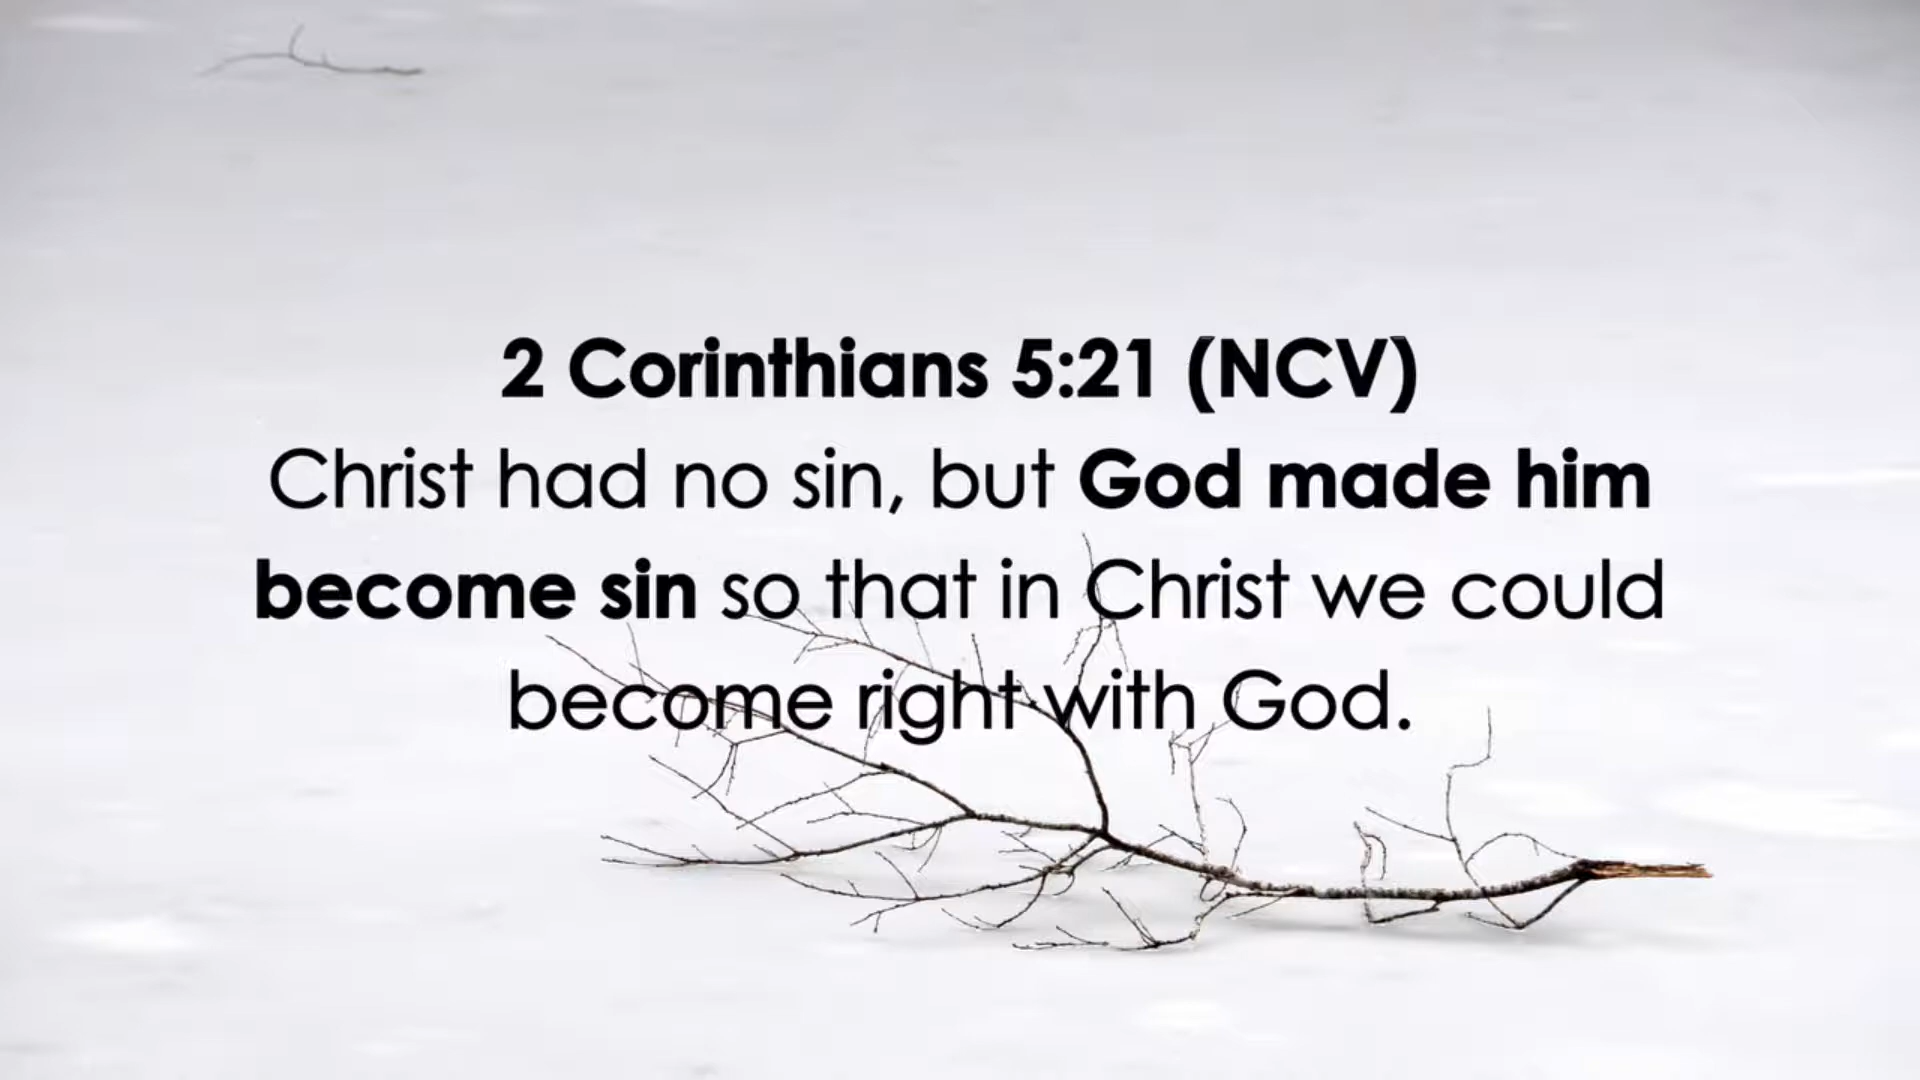 2 Corinthians 5:21 (NCV)
Christ had no sin, but God made him
become sin so that in Christ we could
become right with God.